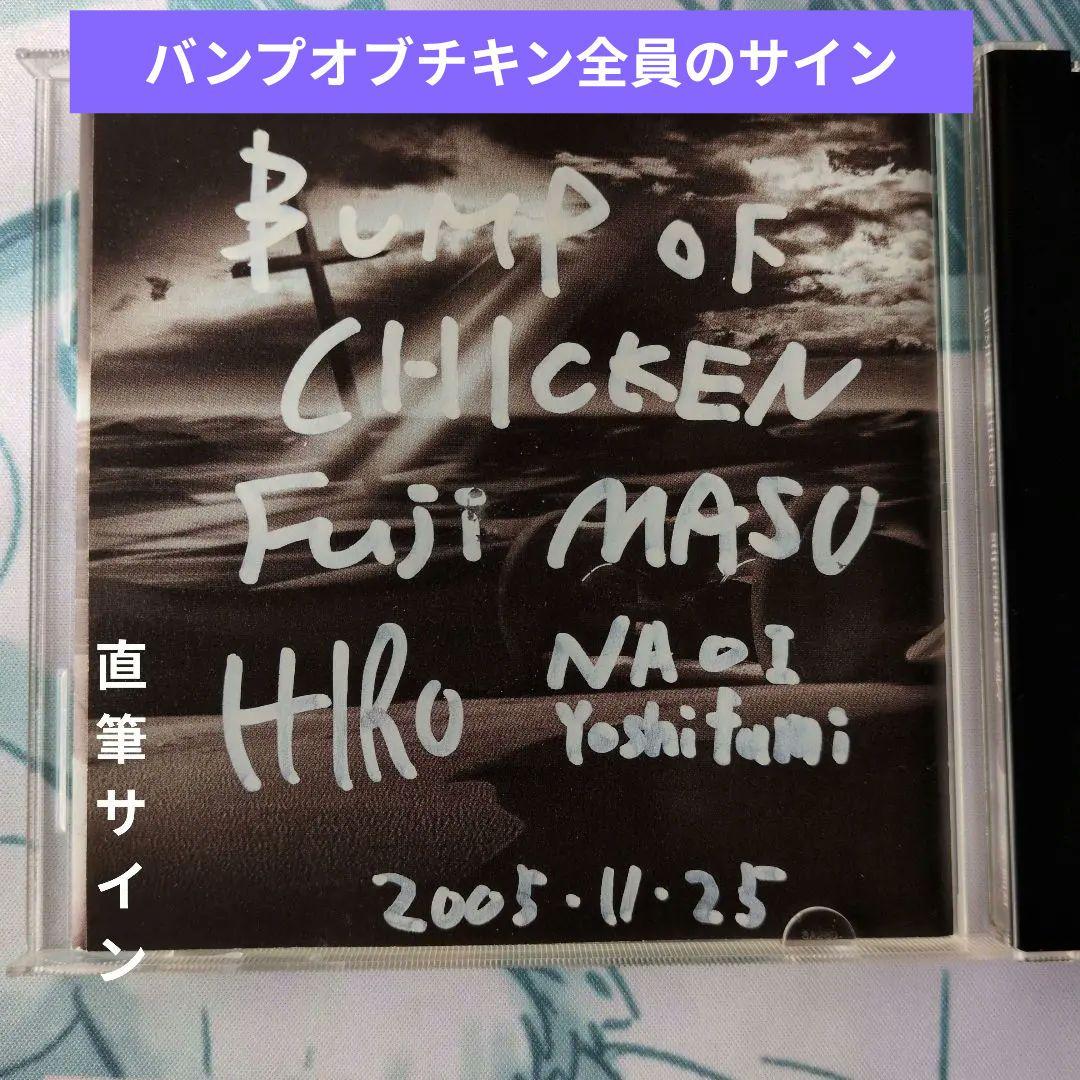 バンプオブチキン全員のサイン
BUMP OF
CHICKEN
Fuji MASU
HIRO NAOI
Yoshifumi
2005・11・25
直筆サイン